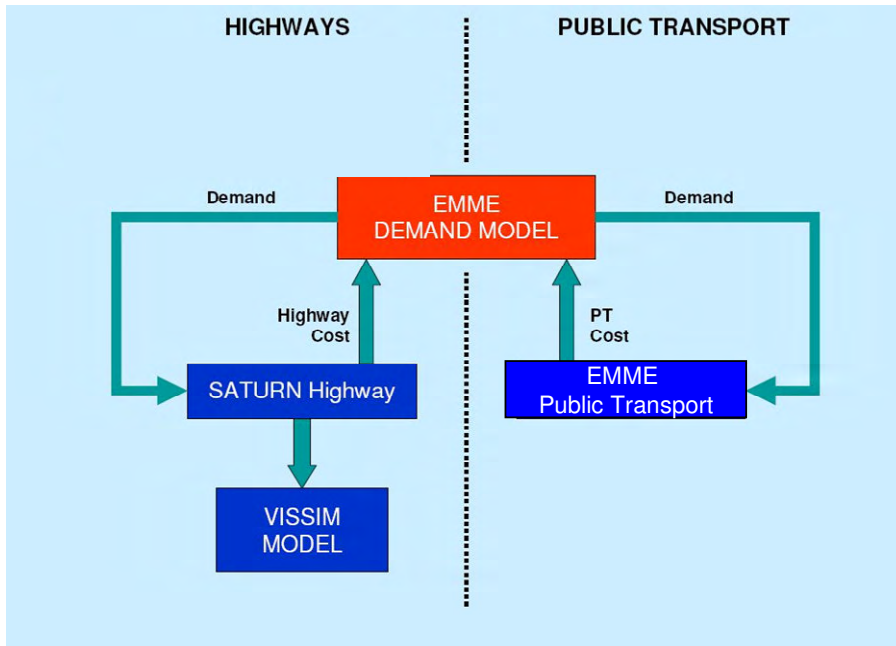 HIGHWAYS
PUBLIC TRANSPORT
Demand
EMME
DEMAND MODEL
Demand
Highway
Cost
PT
Cost
SATURN Highway
EMME
Public Transport
VISSIM
MODEL